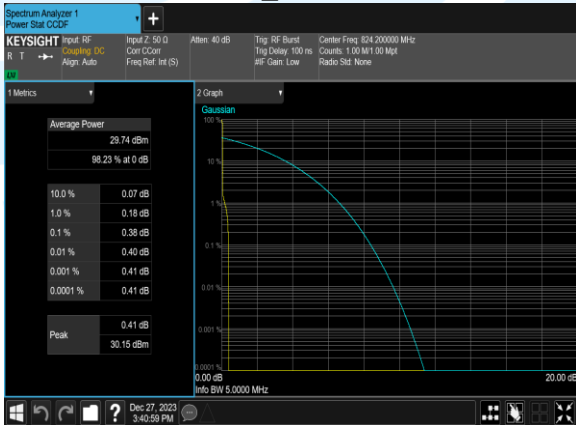 Spectrum Analyzer 1
Power Stat CCDF
KEYSIGHT
R T
LW
Input: RF
Coupling: DC
Align: Auto
Input Z: 50 Ω
Corr CCorr
Freq Ref: Int (S)
Atten: 40 dB
Trig: RF Burst
Trig Delay: 100 ns
#IF Gain: Low
Center Freq: 824.200000 MHz
Counts: 1.00 M/1.00 Mpt
Radio Std: None
1 Metrics
Average Power
29.74 dBm
98.23 % at 0 dB
10.0 % 0.07 dB
1.0 % 0.18 dB
0.1 % 0.38 dB
0.01 % 0.40 dB
0.001 % 0.41 dB
0.0001 % 0.41 dB
Peak
0.41 dB
30.15 dBm
2 Graph
Gaussian
100 %
10 %
1 %
0.1 %
0.01 %
0.001 %
0.0001 %
0.00 dB
20.00 dB
Info BW 5.0000 MHz
?
Dec 27, 2023
3:40:59 PM